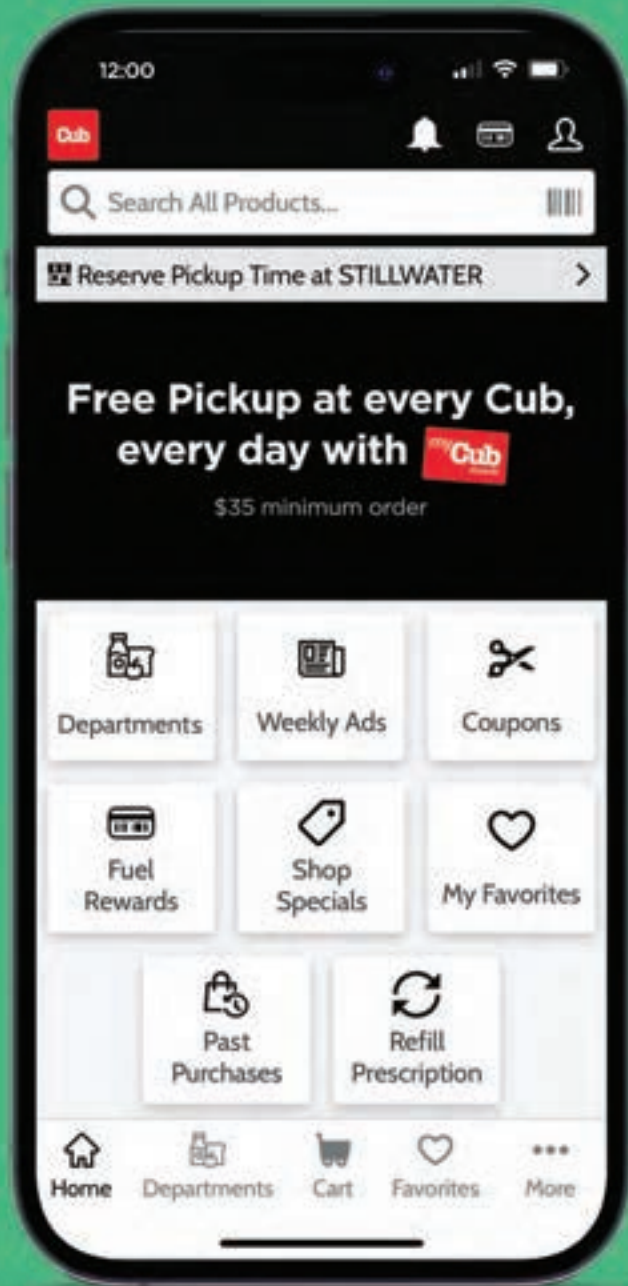 12:00
Cub
Search All Products...
Reserve Pickup Time at STILLWATER
Free Pickup at every Cub,
every day with my Cub
$35 minimum order
Departments
Weekly Ads
Coupons
Fuel
Rewards
Shop
Specials
My Favorites
Past
Purchases
Refill
Prescription
Home
Departments
Cart
Favorites
More